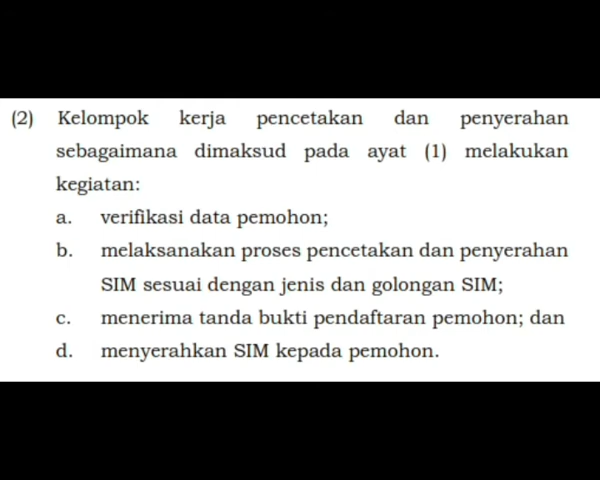 (2) Kelompok kerja pencetakan dan penyerahan
sebagaimana dimaksud pada ayat (1) melakukan
kegiatan:
a. verifikasi data pemohon;
b. melaksanakan proses pencetakan dan penyerahan
SIM sesuai dengan jenis dan golongan SIM;
c. menerima tanda bukti pendaftaran pemohon; dan
d. menyerahkan SIM kepada pemohon.